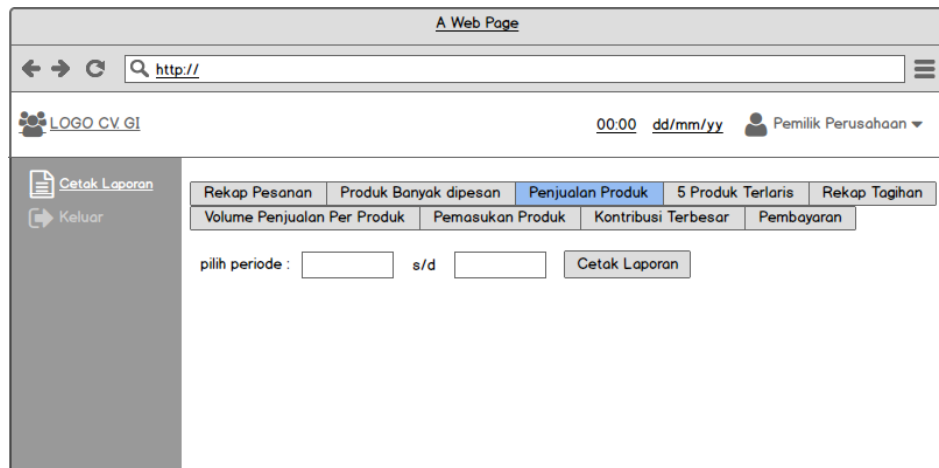 A Web Page
http://
LOGO CV. GI 00:00 dd/mm/yy Pemilik Perusahaan
Cetak Laporan
Keluar
Rekap Pesanan Produk Banyak dipesan Penjualan Produk 5 Produk Terlaris Rekap Tagihan
Volume Penjualan Per Produk Pemasukan Produk Kontribusi Terbesar Pembayaran
pilih periode : s/d Cetak Laporan